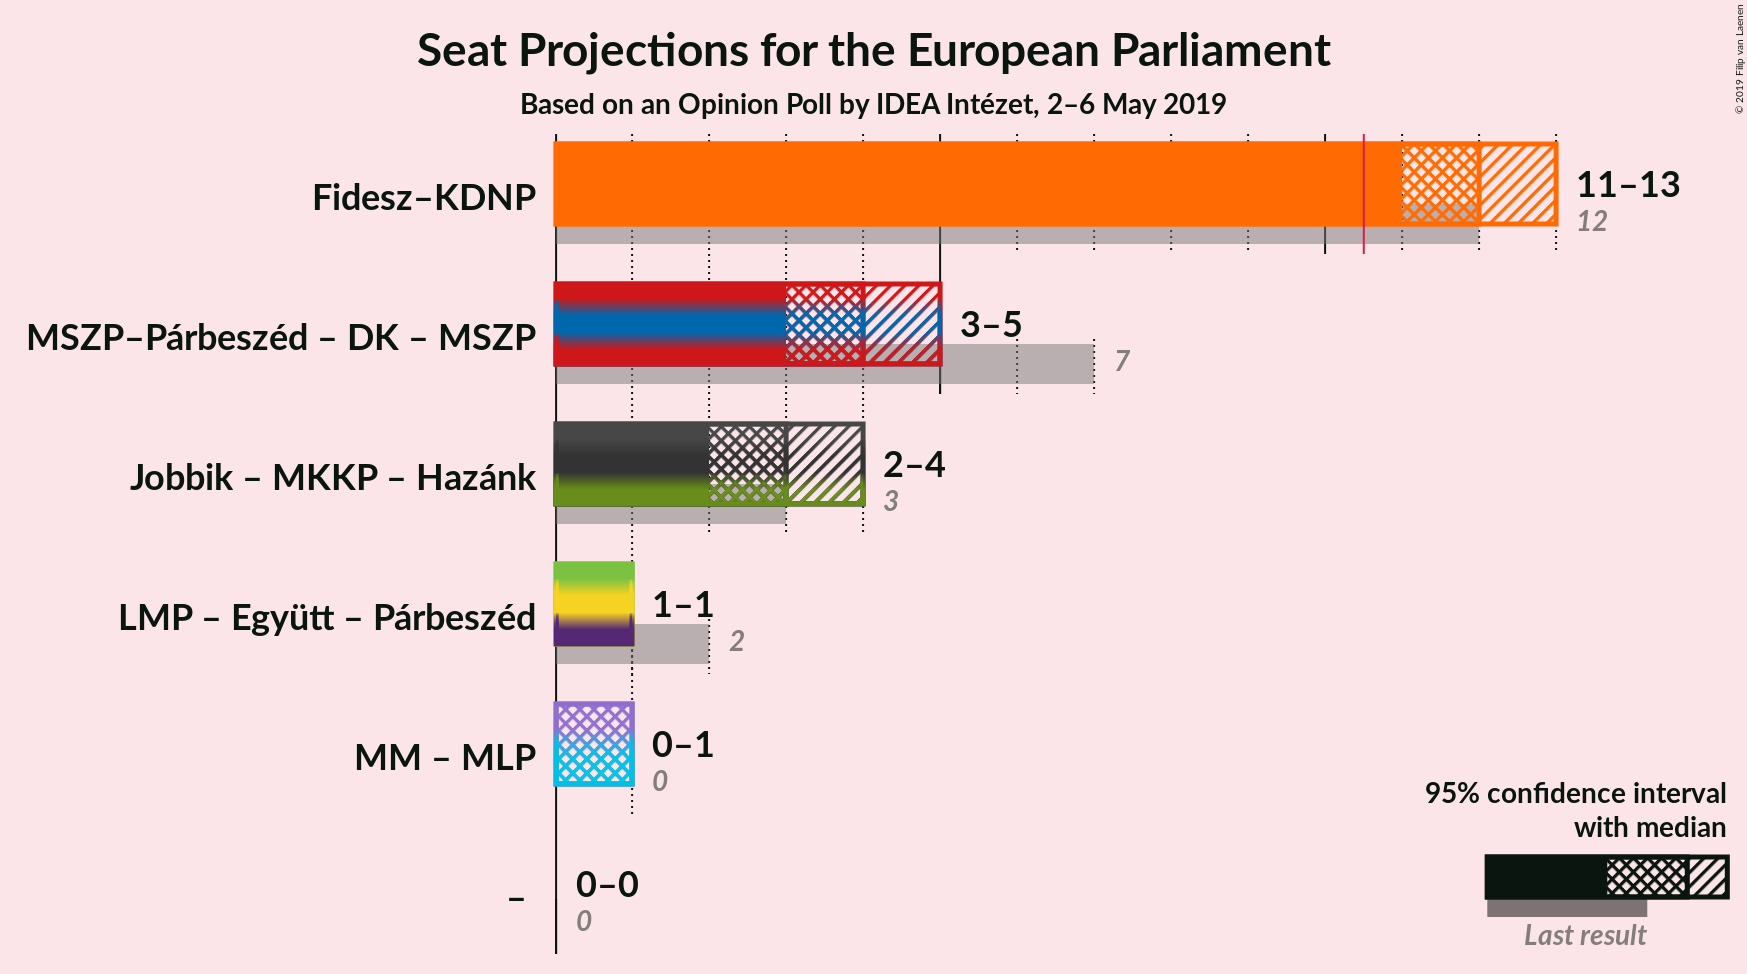 Seat Projections for the European Parliament
Based on an Opinion Poll by IDEA Intézet, 2–6 May 2019
© 2019 Filip van Laenen
Fidesz–KDNP
11–13
12
MSZP–Párbeszéd – DK – MSZP
3–5
7
Jobbik – MKKP – Hazánk
2–4
3
LMP – Együtt – Párbeszéd
1–1
2
MM – MLP
0–1
0
–
0–0
0
95% confidence interval
with median
Last result